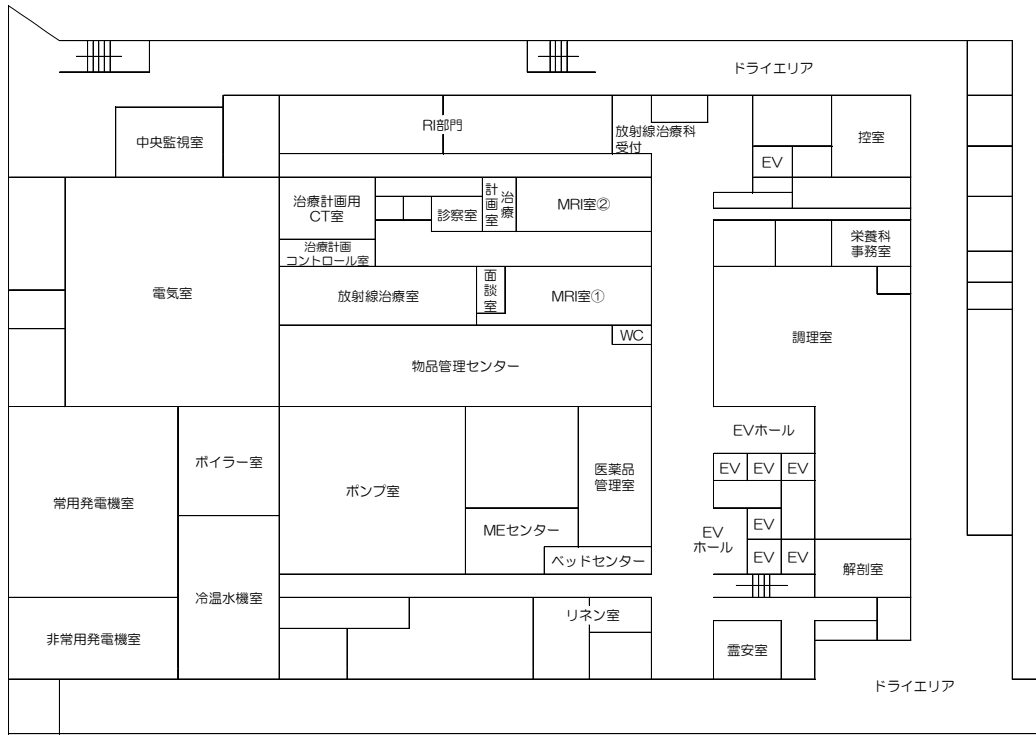 ドライエリア
中央監視室
RI部門
放射線治療科
受付
控室
EV
治療計画用
CT室
診察室
治療
計画室
MRI室②
治療計画
コントロール室
栄養科
事務室
電気室
放射線治療室
面談室
MRI室①
調理室
WC
物品管理センター
EVホール
ボイラー室
EV
EV
EV
常用発電機室
ポンプ室
医薬品
管理室
MEセンター
EV
ホール
EV
ベッドセンター
EV
EV
解剖室
冷温水機室
リネン室
非常用発電機室
霊安室
ドライエリア